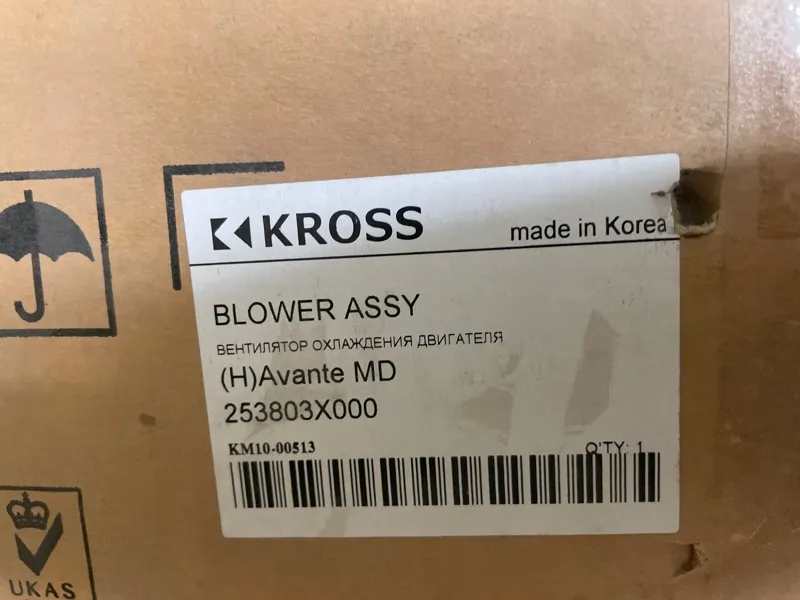 KROSS
made in Korea
BLOWER ASSY
ВЕНТИЛЯТОР ОХЛАЖДЕНИЯ ДВИГАТЕЛЯ
(H)Avante MD
253803X000
KM10-00513
Q'TY: 1
UKAS